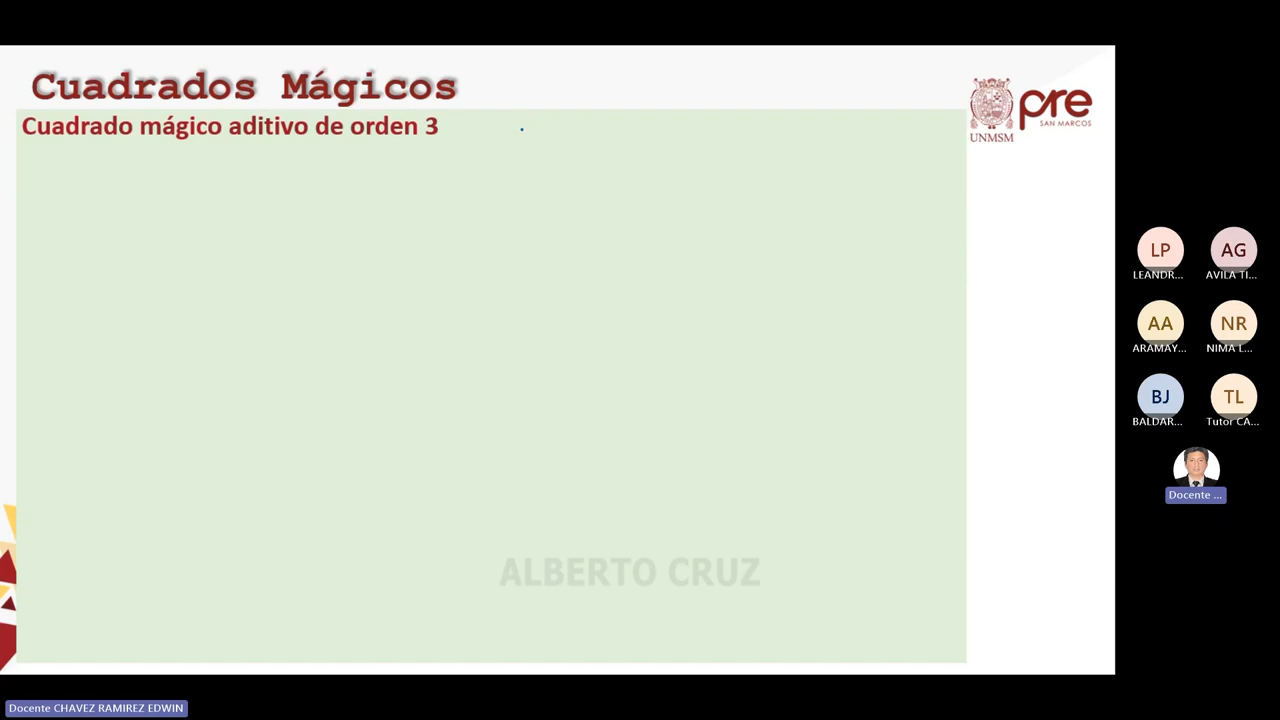 Cuadrados Mágicos
Cuadrado mágico aditivo de orden 3
UNMSM
pre
SAN MARCOS
ALBERTO CRUZ
LP
LEANDR...
AG
AVILA TI...
AA
ARAMAY...
NR
NIMA L...
BJ
BALDAR...
TL
Tutor CA...
Docente ...
Docente CHAVEZ RAMIREZ EDWIN